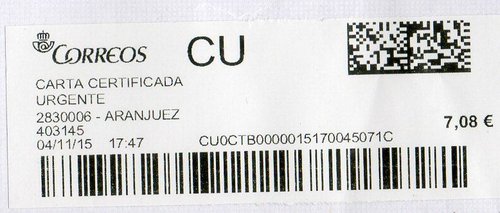 CORREOS
CU
CARTA CERTIFICADA
URGENTE
2830006 - ARANJUEZ
7,08 €
403145
04/11/15 17:47
CU0CTB0000015170045071C